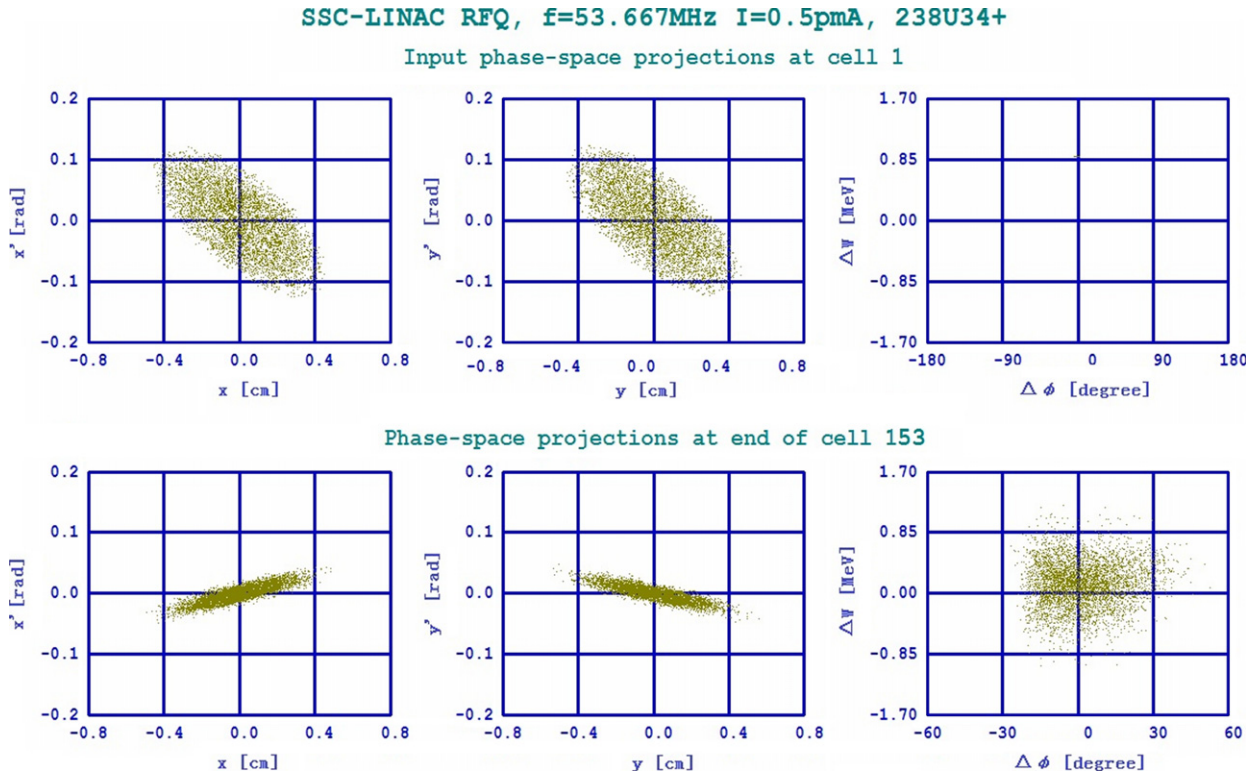 SSC-LINAC RFQ, f=53.667MHz I=0.5pmA, 238U34+
Input phase-space projections at cell 1
0.2
0.1
0.0
-0.1
-0.2
x' [rad]
-0.8 -0.4 0.0 0.4 0.8
x [cm]
0.2
0.1
0.0
-0.1
-0.2
y' [rad]
-0.8 -0.4 0.0 0.4 0.8
y [cm]
1.70
0.85
0.00
-0.85
-1.70
△W [MeV]
-180 -90 0 90 180
△ϕ [degree]
Phase-space projections at end of cell 153
0.2
0.1
0.0
-0.1
-0.2
x' [rad]
-0.8 -0.4 0.0 0.4 0.8
x [cm]
0.2
0.1
0.0
-0.1
-0.2
y' [rad]
-0.8 -0.4 0.0 0.4 0.8
y [cm]
1.70
0.85
0.00
-0.85
-1.70
△W [MeV]
-60 -30 0 30 60
△ϕ [degree]